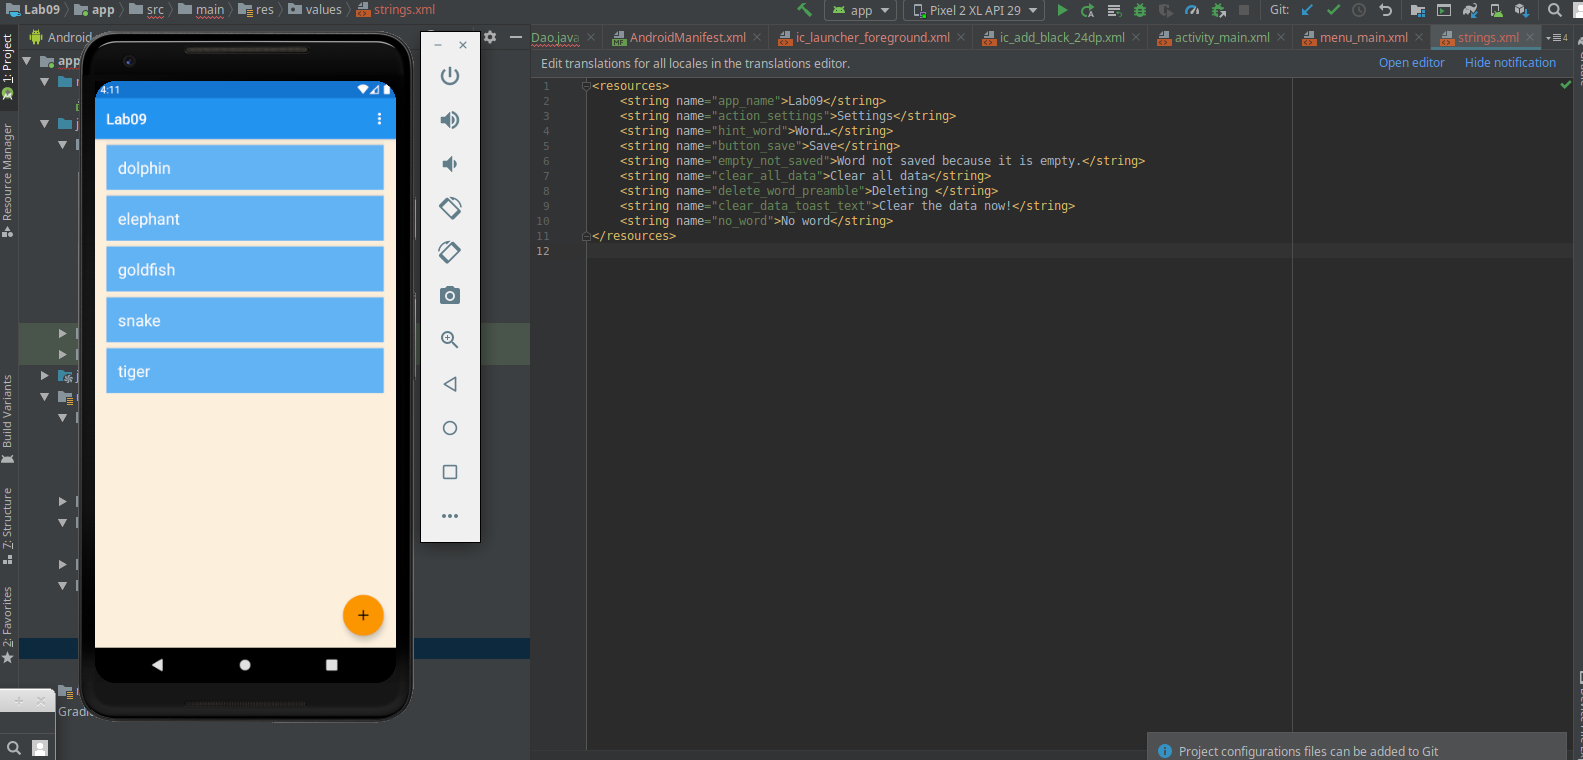 Lab09 app src main res values strings.xml
app Pixel 2 XL API 29 Git:
Android
Dao.java AndroidManifest.xml ic_launcher_foreground.xml ic_add_black_24dp.xml activity_main.xml menu_main.xml strings.xml 4
Edit translations for all locales in the translations editor. Open editor Hide notification
1: Project
Resource Manager
Build Variants
7: Structure
2: Favorites
app
4:11
Lab09
dolphin
elephant
goldfish
snake
tiger
+
Gradle
1 <resources>
2 <string name="app_name">Lab09</string>
3 <string name="action_settings">Settings</string>
4 <string name="hint_word">Word…</string>
5 <string name="button_save">Save</string>
6 <string name="empty_not_saved">Word not saved because it is empty.</string>
7 <string name="clear_all_data">Clear all data</string>
8 <string name="delete_word_preamble">Deleting </string>
9 <string name="clear_data_toast_text">Clear the data now!</string>
10 <string name="no_word">No word</string>
11 </resources>
12
Project configurations files can be added to Git